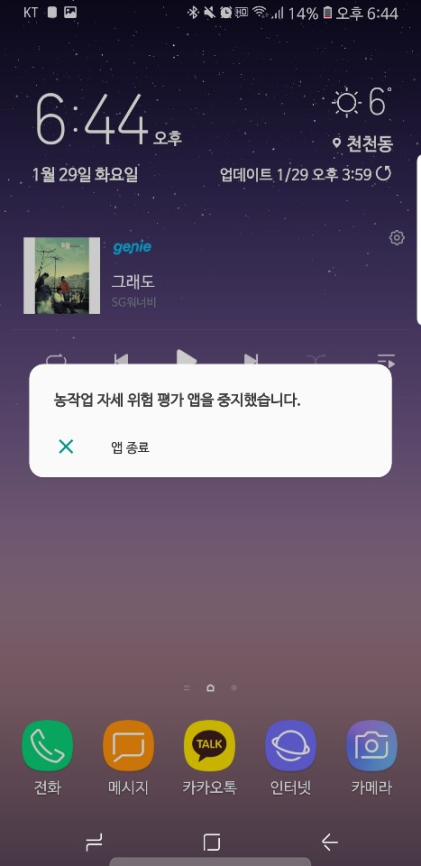 KT HD 14% 오후 6:44
6:44 오후
6°
천천동
1월 29일 화요일
업데이트 1/29 오후 3:59
genie
그래도
SG워너비
농작업 자세 위험 평가 앱을 중지했습니다.
앱 종료
TALK
전화 메시지 카카오톡 인터넷 카메라